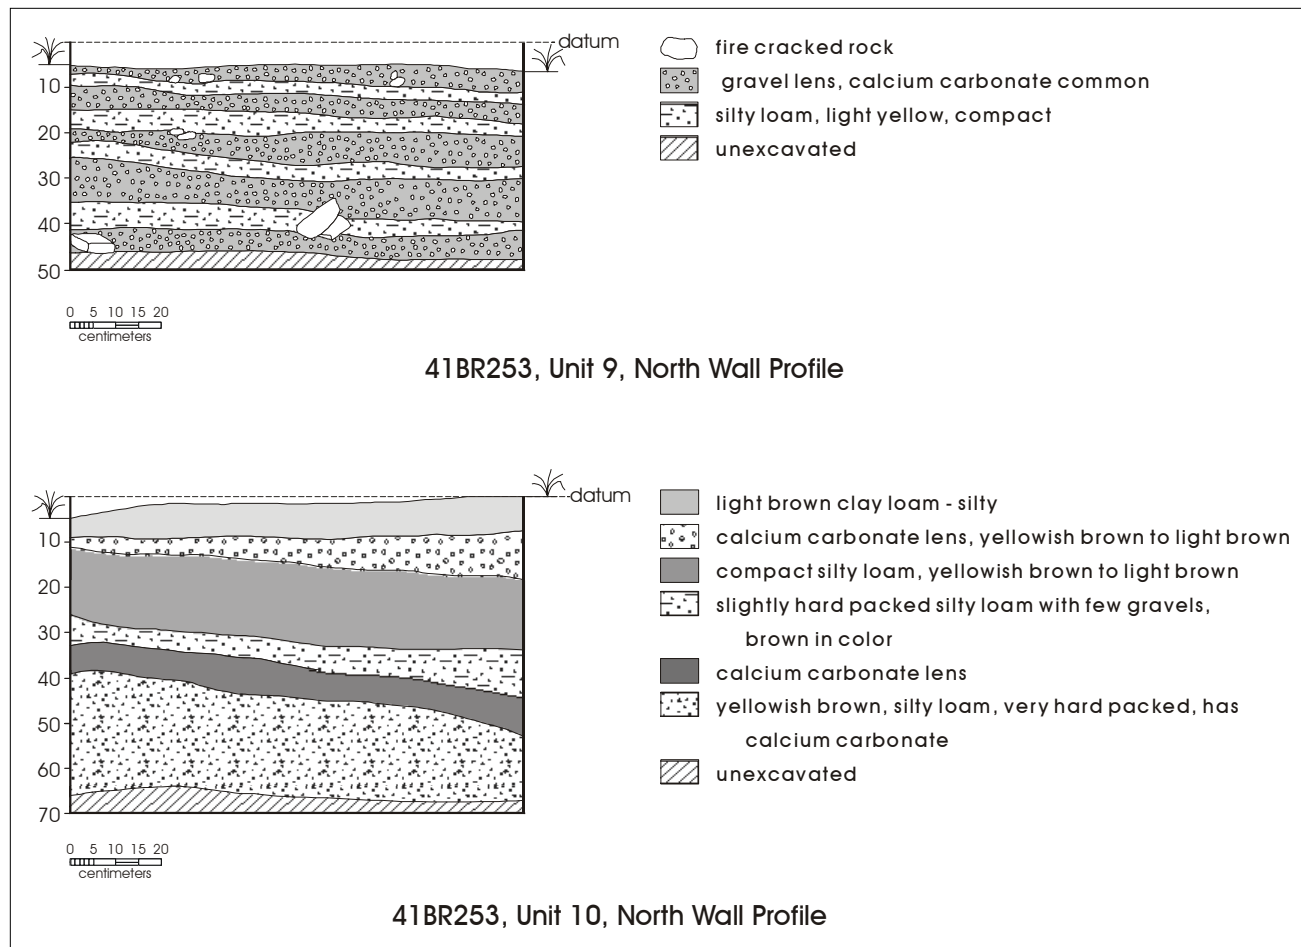 datum
fire cracked rock
gravel lens, calcium carbonate common
silty loam, light yellow, compact
unexcavated
10
20
30
40
50
0 5 10 15 20
centimeters
41BR253, Unit 9, North Wall Profile
datum
light brown clay loam - silty
calcium carbonate lens, yellowish brown to light brown
compact silty loam, yellowish brown to light brown
slightly hard packed silty loam with few gravels,
brown in color
calcium carbonate lens
yellowish brown, silty loam, very hard packed, has
calcium carbonate
unexcavated
10
20
30
40
50
60
70
0 5 10 15 20
centimeters
41BR253, Unit 10, North Wall Profile